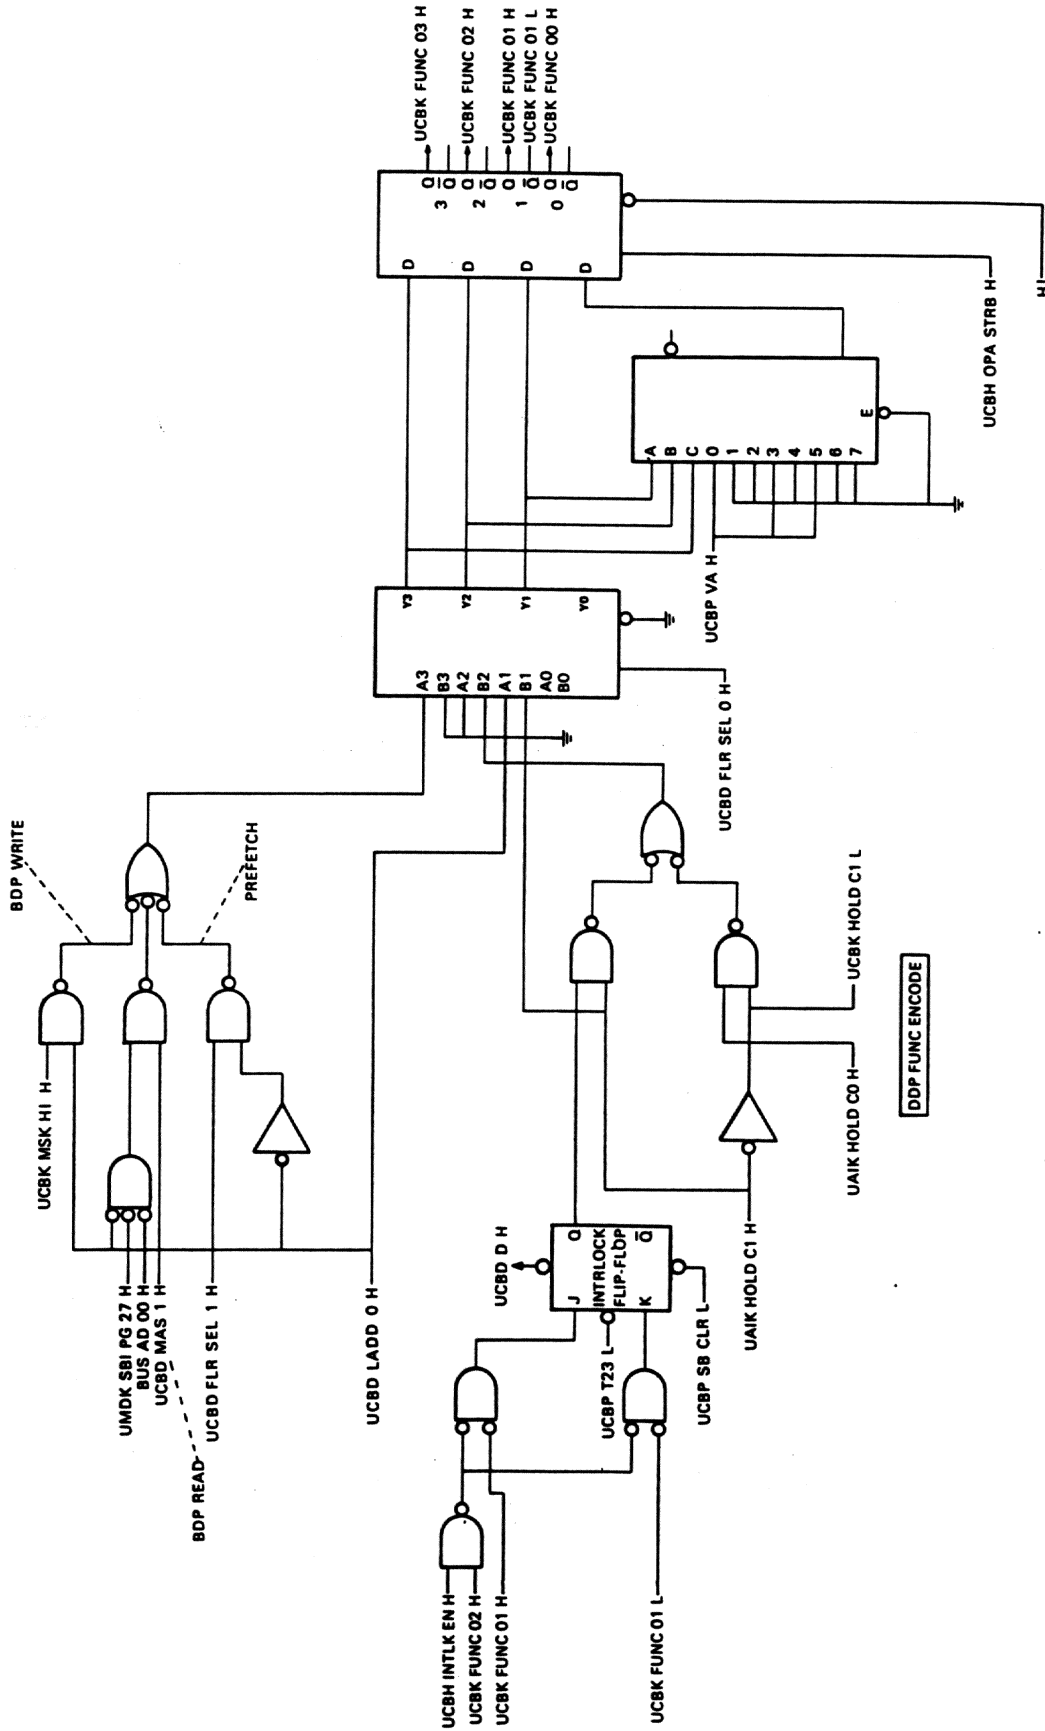 UCBK FUNC 03 H
UCBK FUNC 02 H
UCBK FUNC 01 H
UCBK FUNC 01 L
UCBK FUNC 00 H
Q
Q̅
Q
Q̅
Q
Q̅
Q
Q̅
3
2
1
0
D
D
D
D
UCBH OPA STRB H
HI
A
B
C
0
1
2
3
4
5
6
7
E
UCBP VA H
Y3
Y2
Y1
Y0
A3
B3
A2
B2
A1
B1
A0
B0
UCBD FLR SEL 0 H
BDP WRITE
PREFETCH
UCBK MSK HI H
UMDK SBI PG 27 H
BUS AD 00 H
UCBD MAS 1 H
UCBD FLR SEL 1 H
BDP READ
UCBD LADD 0 H
UCBD D H
J
Q
INTRLOCK
FLIP-FLOP
K
Q̅
UCBP T23 L
UCBP SB CLR L
UAIK HOLD C1 H
UAIK HOLD C0 H
UCBK HOLD C1 L
UCBH INTLK EN H
UCBK FUNC 02 H
UCBK FUNC 01 H
UCBK FUNC 01 L
DDP FUNC ENCODE